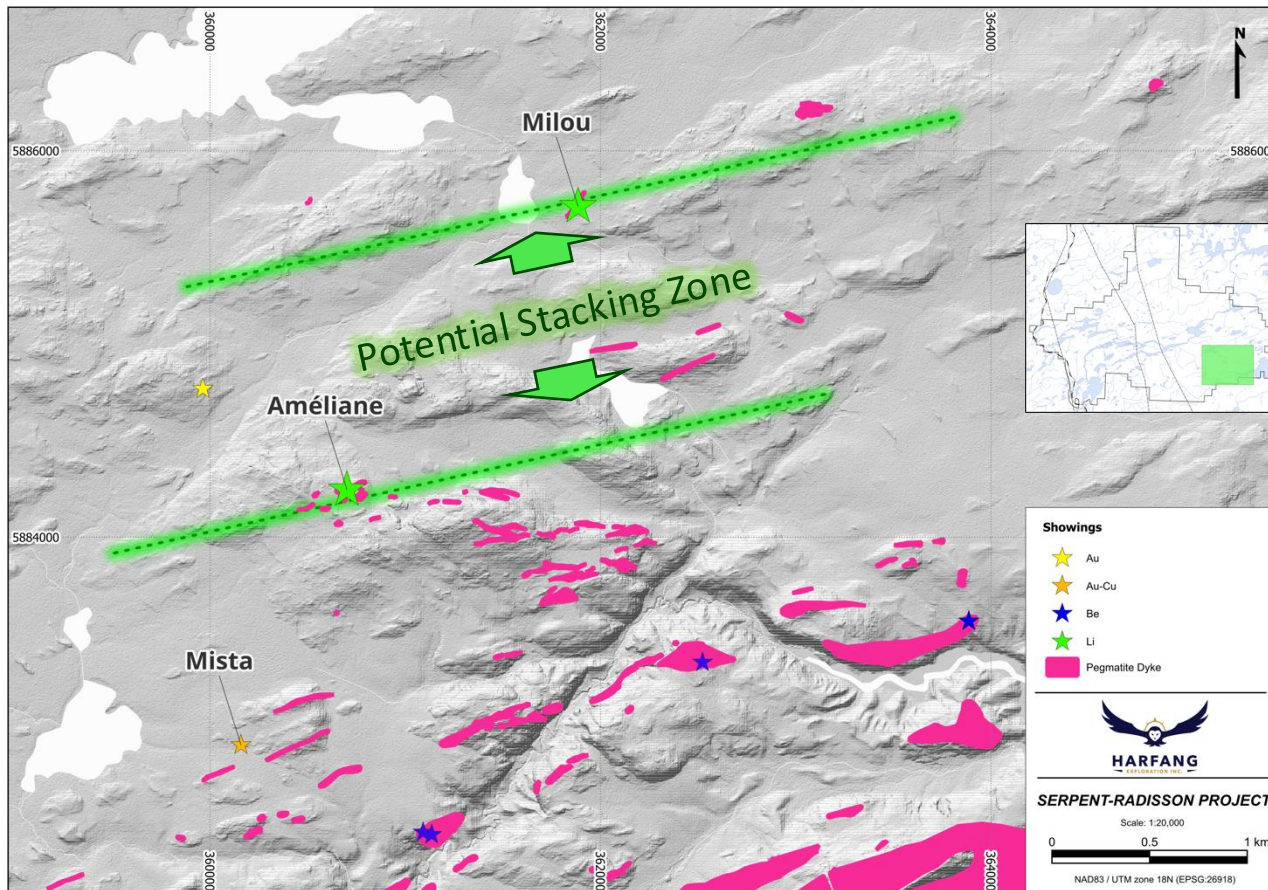 360000
362000
364000
N
Milou
5886000
5886000
Potential Stacking Zone
Améliane
5884000
Mista
Showings
Au
Au-Cu
Be
Li
Pegmatite Dyke
HARFANG
EXPLORATION INC.
SERPENT-RADISSON PROJECT
Scale: 1:20,000
0 0.5 1 km
NAD83 / UTM zone 18N (EPSG:26918)
360000
362000
364000